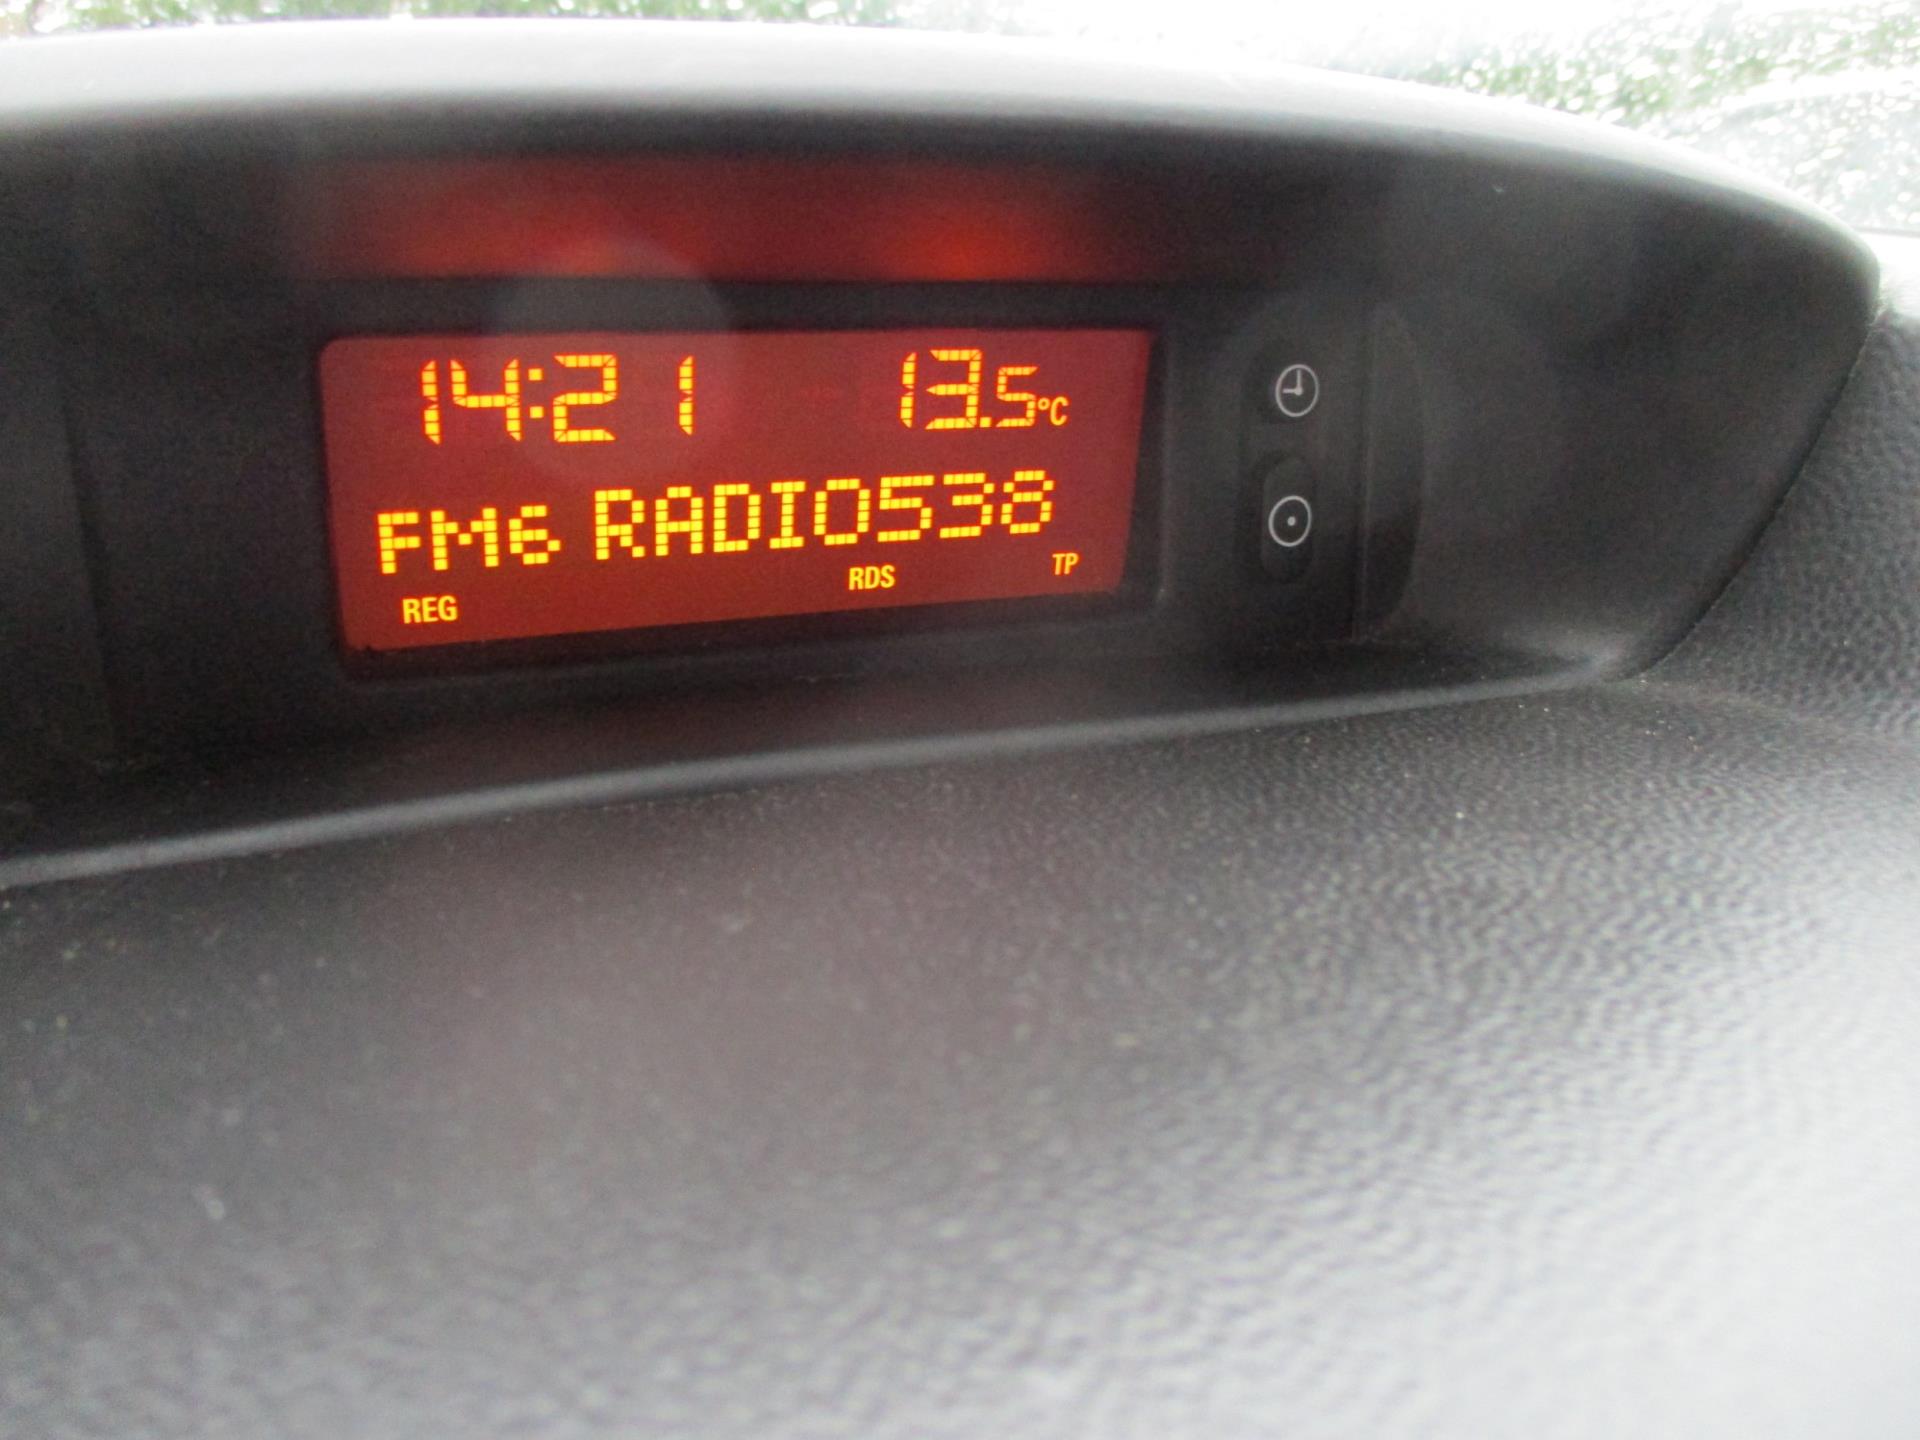 14:21 13.5°C
FM6 RADIO538
REG RDS TP